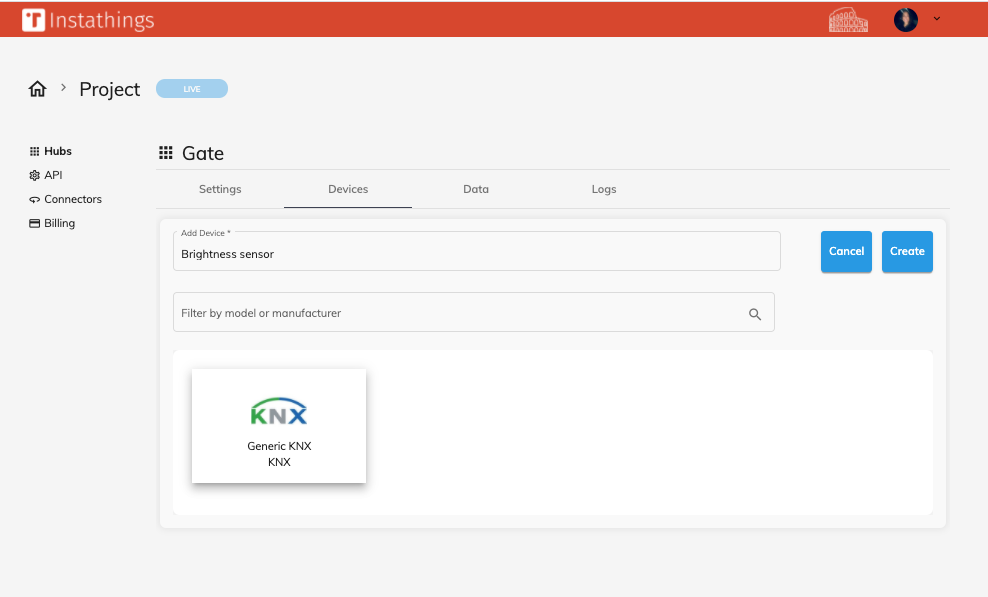 Instathings
Project
LIVE
Hubs
API
Connectors
Billing
Gate
Settings Devices Data Logs
Add Device *
Brightness sensor
Cancel
Create
Filter by model or manufacturer
KNX
Generic KNX
KNX